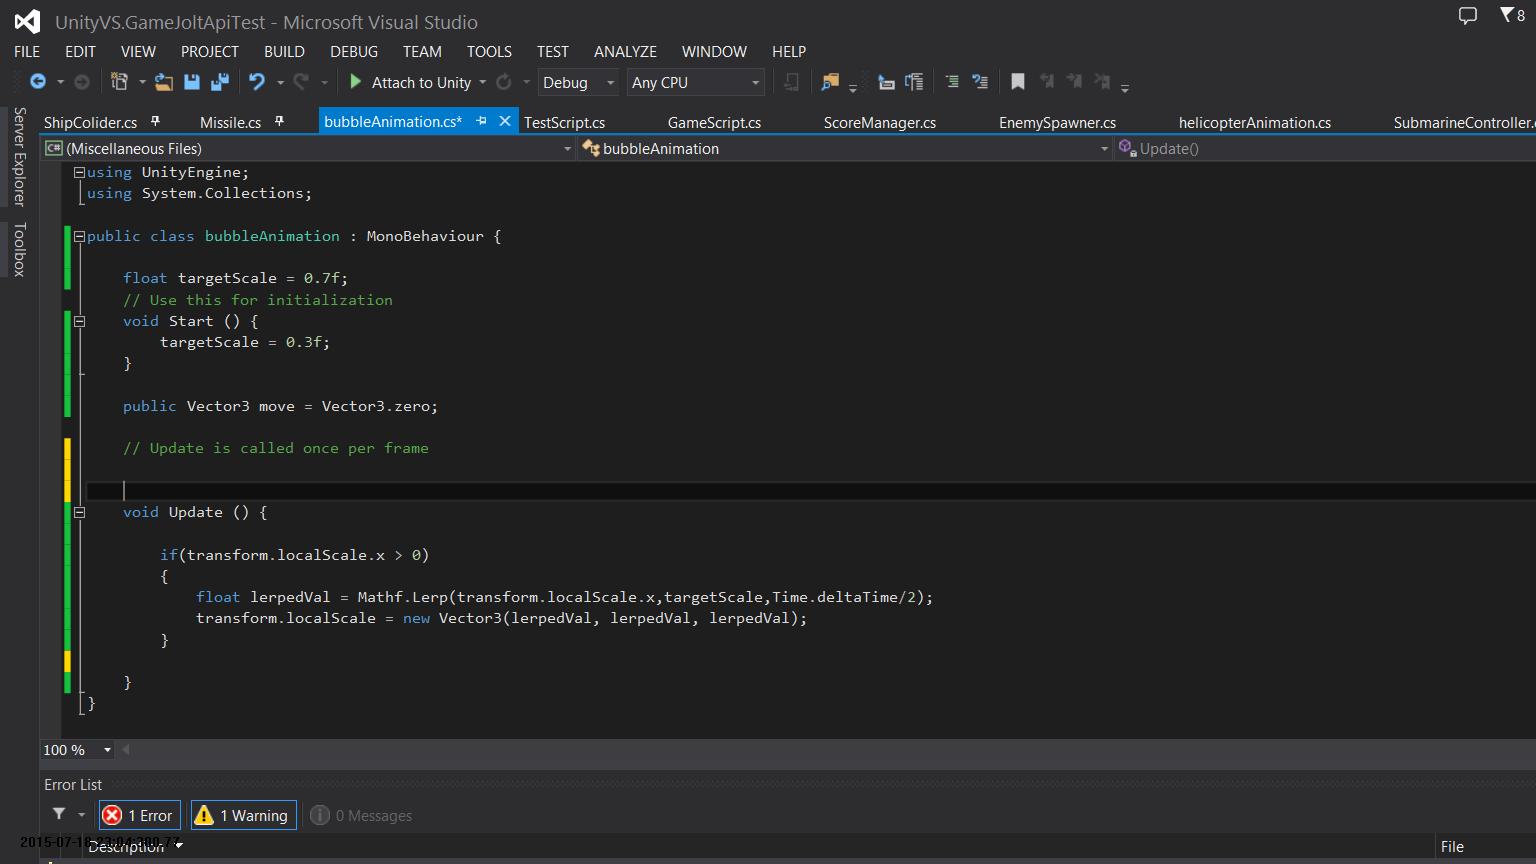 UnityVS.GameJoltApiTest - Microsoft Visual Studio
8
FILE EDIT VIEW PROJECT BUILD DEBUG TEAM TOOLS TEST ANALYZE WINDOW HELP
Attach to Unity Debug Any CPU
Server Explorer
Toolbox
ShipColider.cs Missile.cs bubbleAnimation.cs* TestScript.cs GameScript.cs ScoreManager.cs EnemySpawner.cs helicopterAnimation.cs SubmarineController.
C# (Miscellaneous Files) bubbleAnimation Update()
using UnityEngine;
using System.Collections;
public class bubbleAnimation : MonoBehaviour {
float targetScale = 0.7f;
// Use this for initialization
void Start () {
targetScale = 0.3f;
}
public Vector3 move = Vector3.zero;
// Update is called once per frame
void Update () {
if(transform.localScale.x > 0)
{
float lerpedVal = Mathf.Lerp(transform.localScale.x,targetScale,Time.deltaTime/2);
transform.localScale = new Vector3(lerpedVal, lerpedVal, lerpedVal);
}
}
}
100 %
Error List
1 Error 1 Warning 0 Messages
Description File